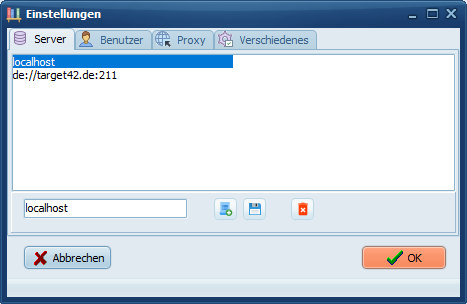 Einstellungen
Server
Benutzer
Proxy
Verschiedenes
localhost
de://target42.de:211
localhost
Abbrechen
OK